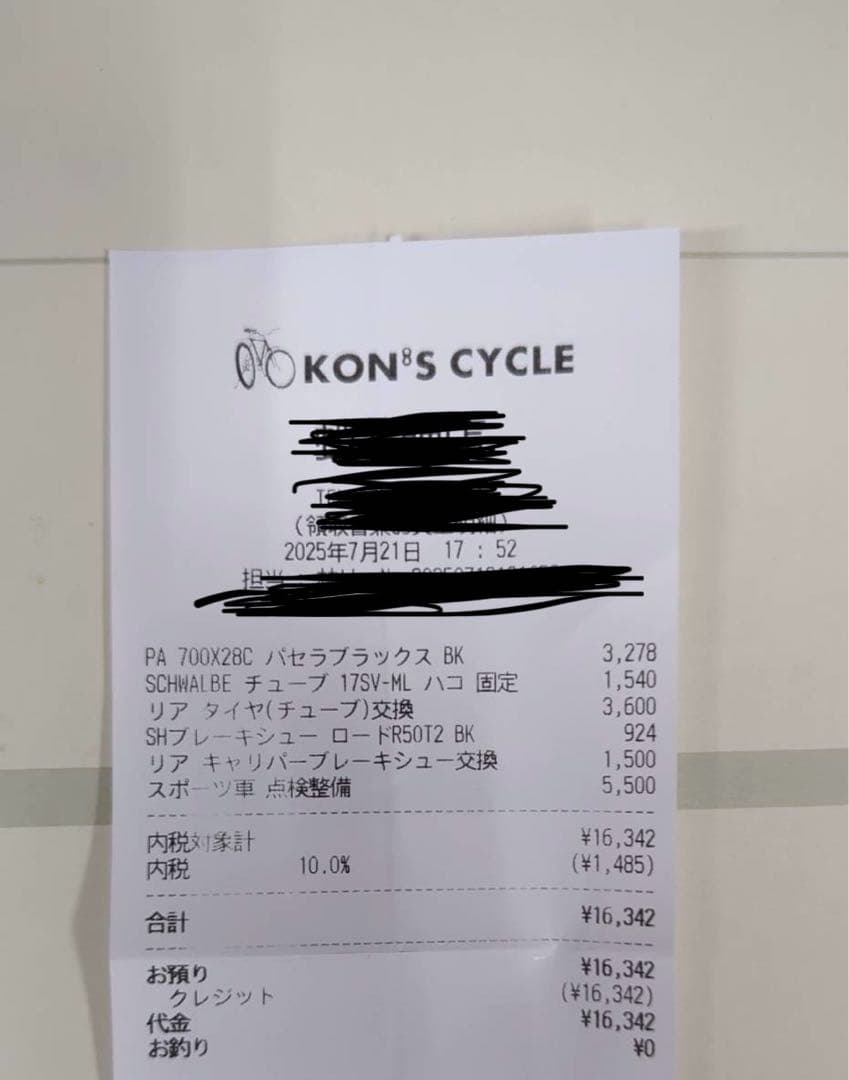 KON'S CYCLE
2025年7月21日 17 : 52
担当
PA 700X28C パセラブラックス BK 3,278
SCHWALBE チューブ 17SV-ML ハコ 固定 1,540
リア タイヤ(チューブ)交換 3,600
SHブレーキシュー ロードR50T2 BK 924
リア キャリパーブレーキシュー交換 1,500
スポーツ車 点検整備 5,500
内税対象計 ¥16,342
内税 10.0% (¥1,485)
合計 ¥16,342
お預り ¥16,342
クレジット (¥16,342)
代金 ¥16,342
お釣り ¥0